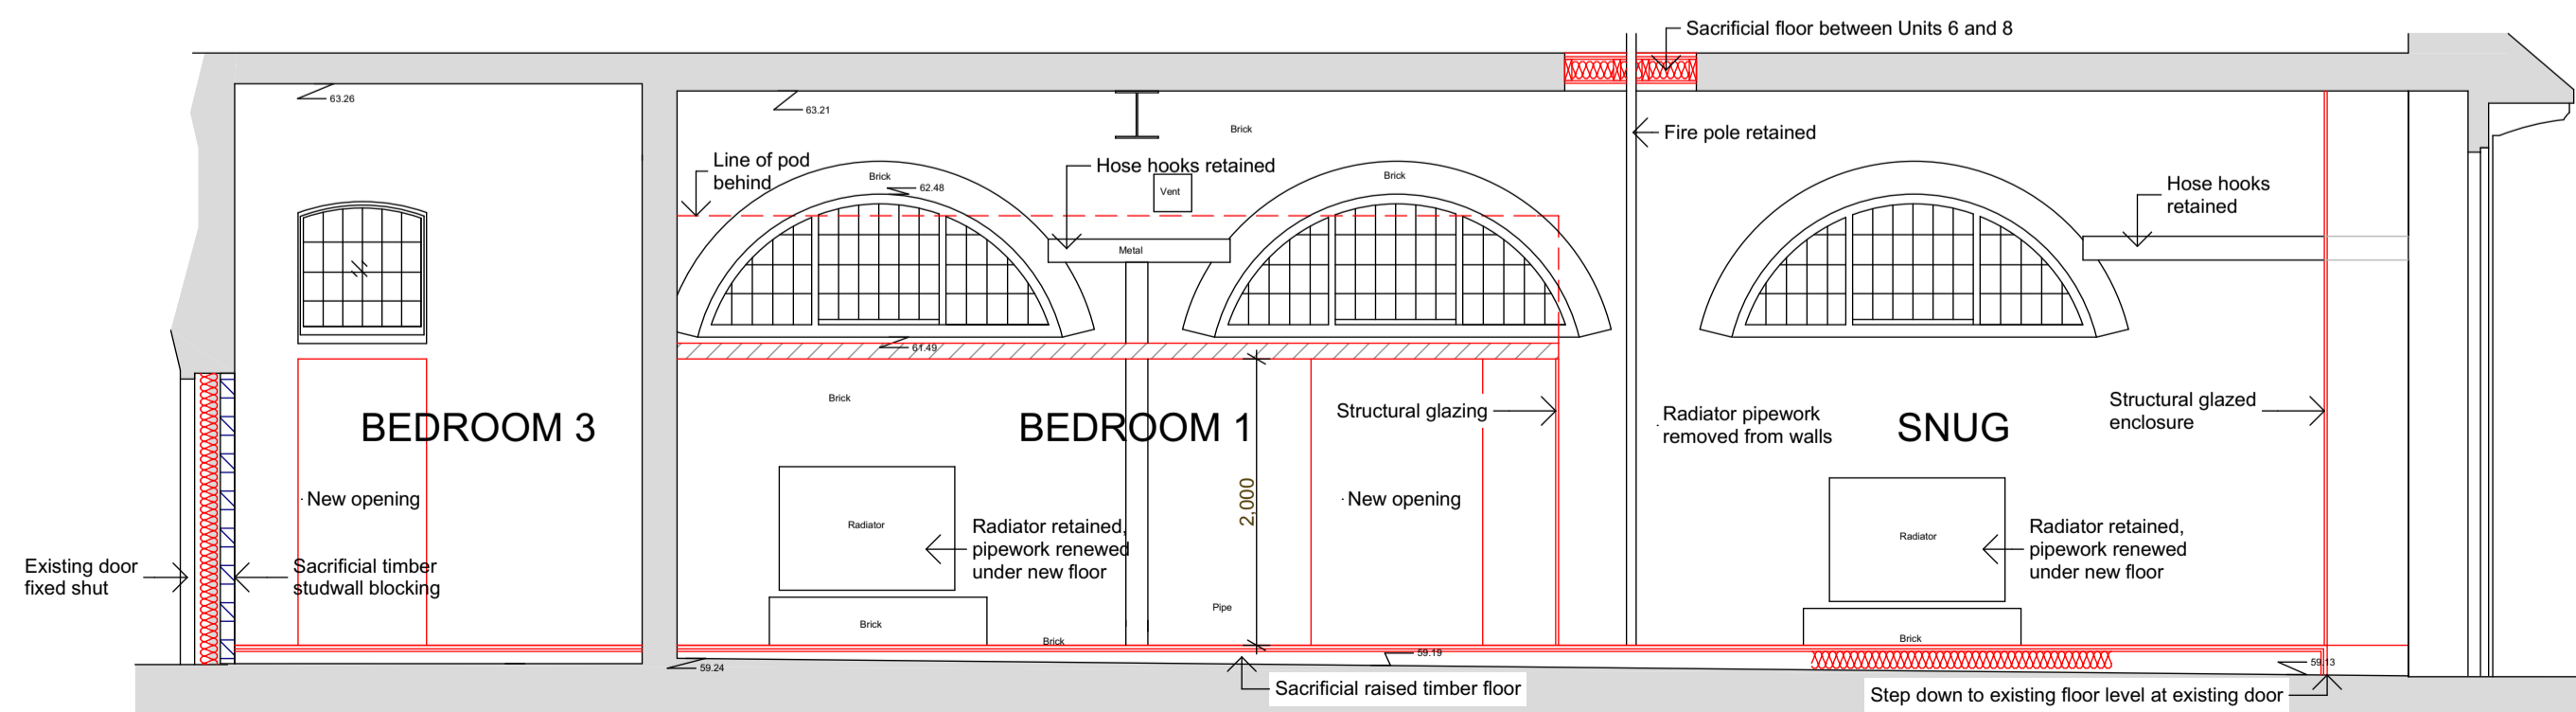 Sacrificial floor between Units 6 and 8
63.26
63.21
Brick
Fire pole retained
Line of pod
behind
Hose hooks retained
Brick
62.48
Vent
Brick
Hose hooks
retained
Metal
61.49
Brick
BEDROOM 3
BEDROOM 1
Structural glazing
Radiator pipework
removed from walls
SNUG
Structural glazed
enclosure
New opening
2,000
New opening
Radiator
Radiator retained,
pipework renewed
under new floor
Radiator
Radiator retained,
pipework renewed
under new floor
Existing door
fixed shut
Sacrificial timber
studwall blocking
Pipe
Brick
Brick
Brick
59.24
59.19
59.13
Sacrificial raised timber floor
Step down to existing floor level at existing door